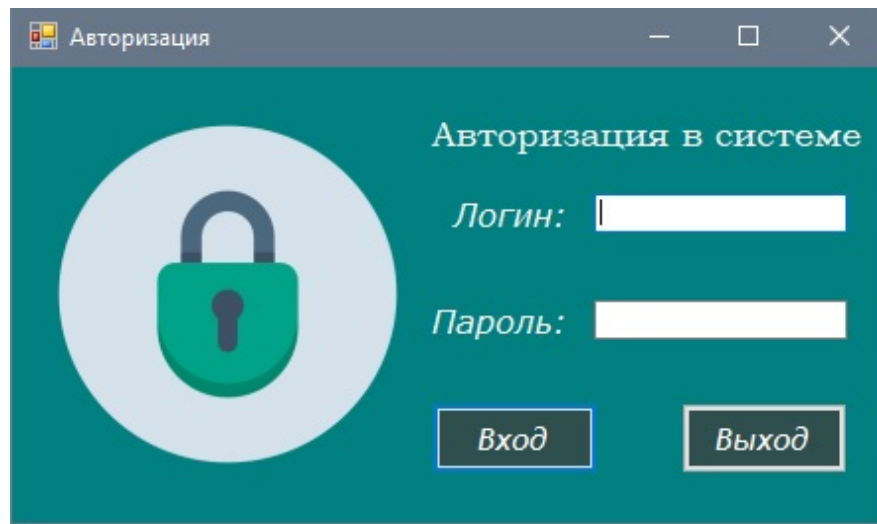 Авторизация
Авторизация в системе
Логин:
Пароль:
Вход
Выход